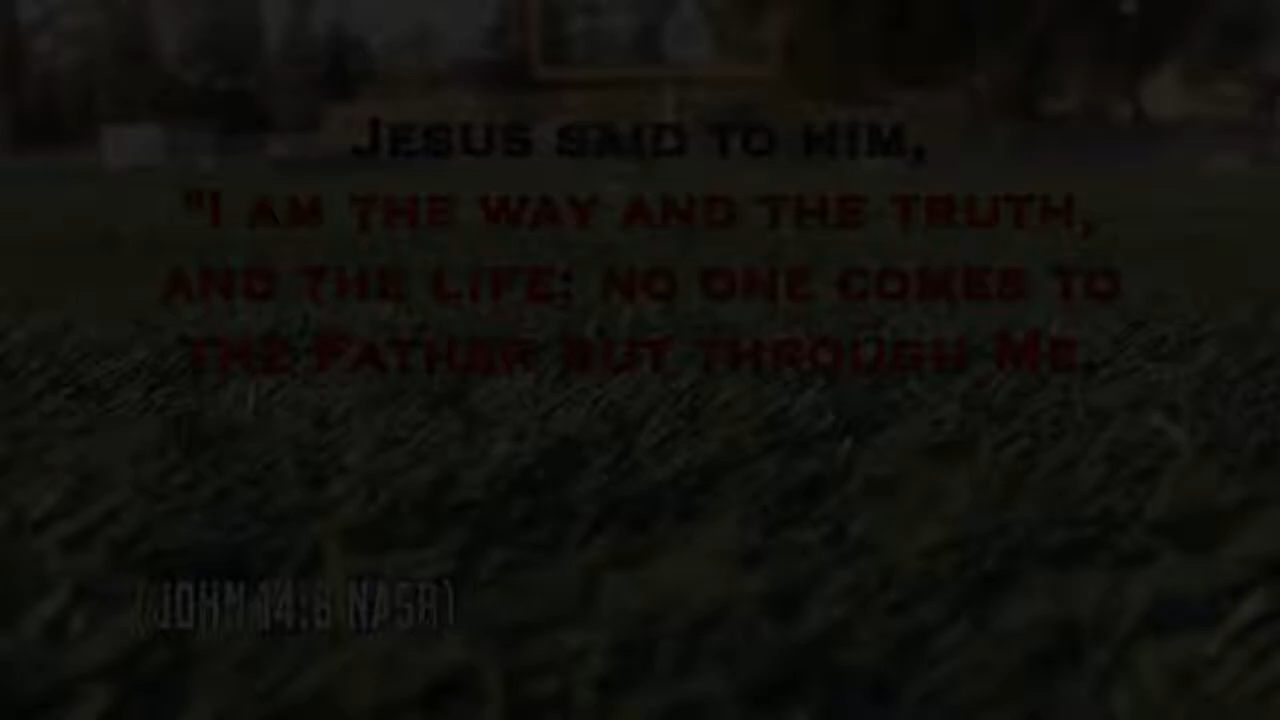 Jesus said to him,
"I am the way and the truth,
and the life; no one comes to
the Father but through Me.
(John 14:6 NASB)